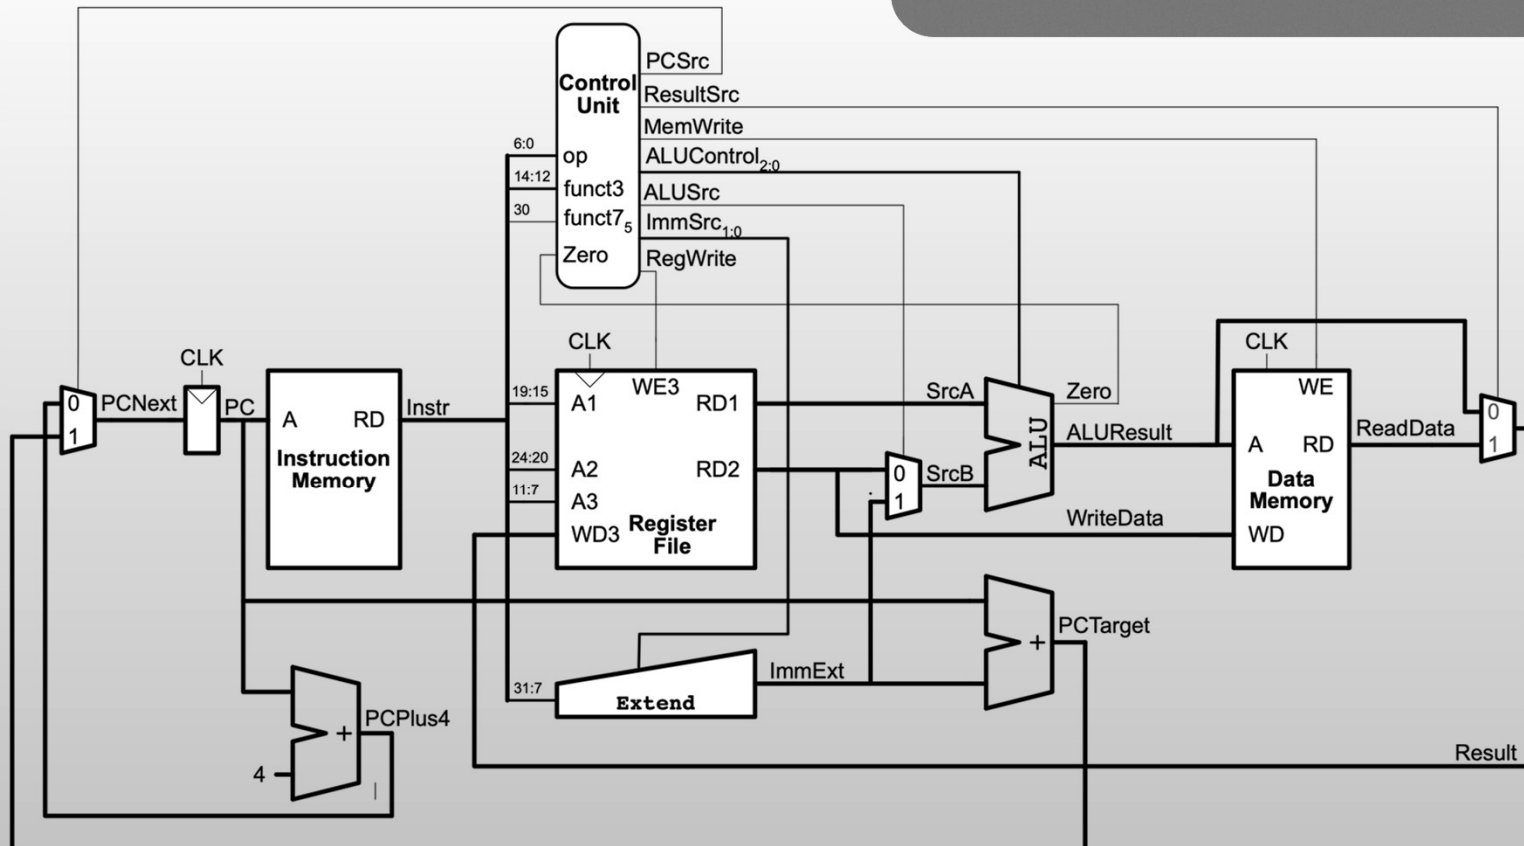 PCSrc
Control
Unit
ResultSrc
MemWrite
6:0
op
ALUControl2:0
14:12
funct3
ALUSrc
30
funct75
ImmSrc1:0
Zero
RegWrite
CLK
CLK
CLK
0
1
PCNext
PC
A
RD
Instr
Instruction
Memory
19:15
A1
WE3
RD1
24:20
A2
RD2
11:7
A3
WD3
Register
File
SrcA
0
1
SrcB
ALU
Zero
ALUResult
WriteData
WE
A
RD
Data
Memory
WD
ReadData
0
1
+
PCTarget
31:7
Extend
ImmExt
+
PCPlus4
4
Result